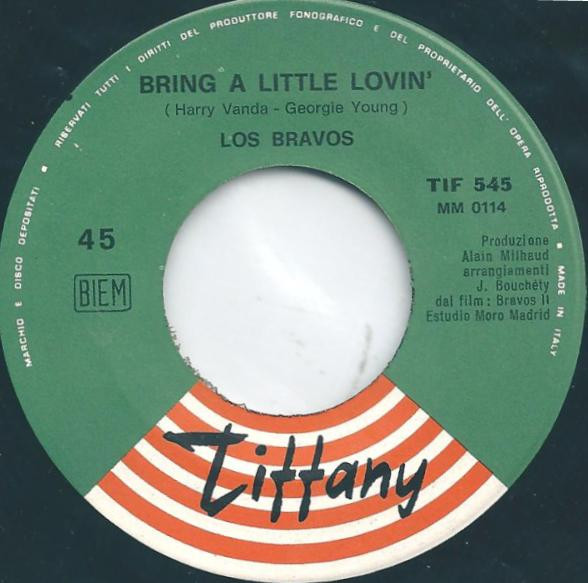 MARCHIO E DISCO DEPOSITATI ■ RISERVATI TUTTI I DIRITTI DEL PRODUTTORE FONOGRAFICO E DEL PROPRIETARIO DELL' OPERA RIPRODOTTA ■ MADE IN ITALY
BRING A LITTLE LOVIN'
( Harry Vanda - Georgie Young )
LOS BRAVOS
TIF 545
MM 0114
45
BIEM
Produzione
Alain Milhaud
arrangiamenti
J. Bouchéty
dal film : Bravos II
Estudio Moro Madrid
Tiffany